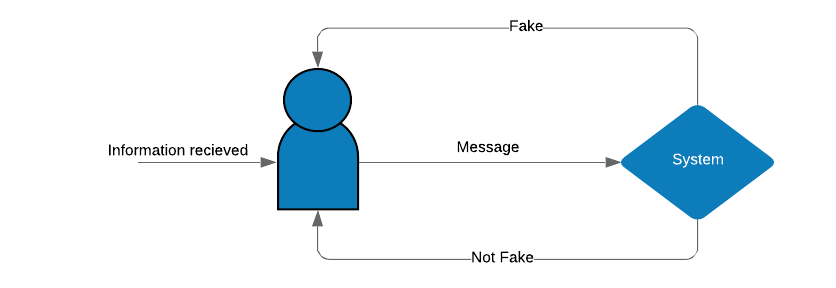 Fake
Information recieved
Message
System
Not Fake